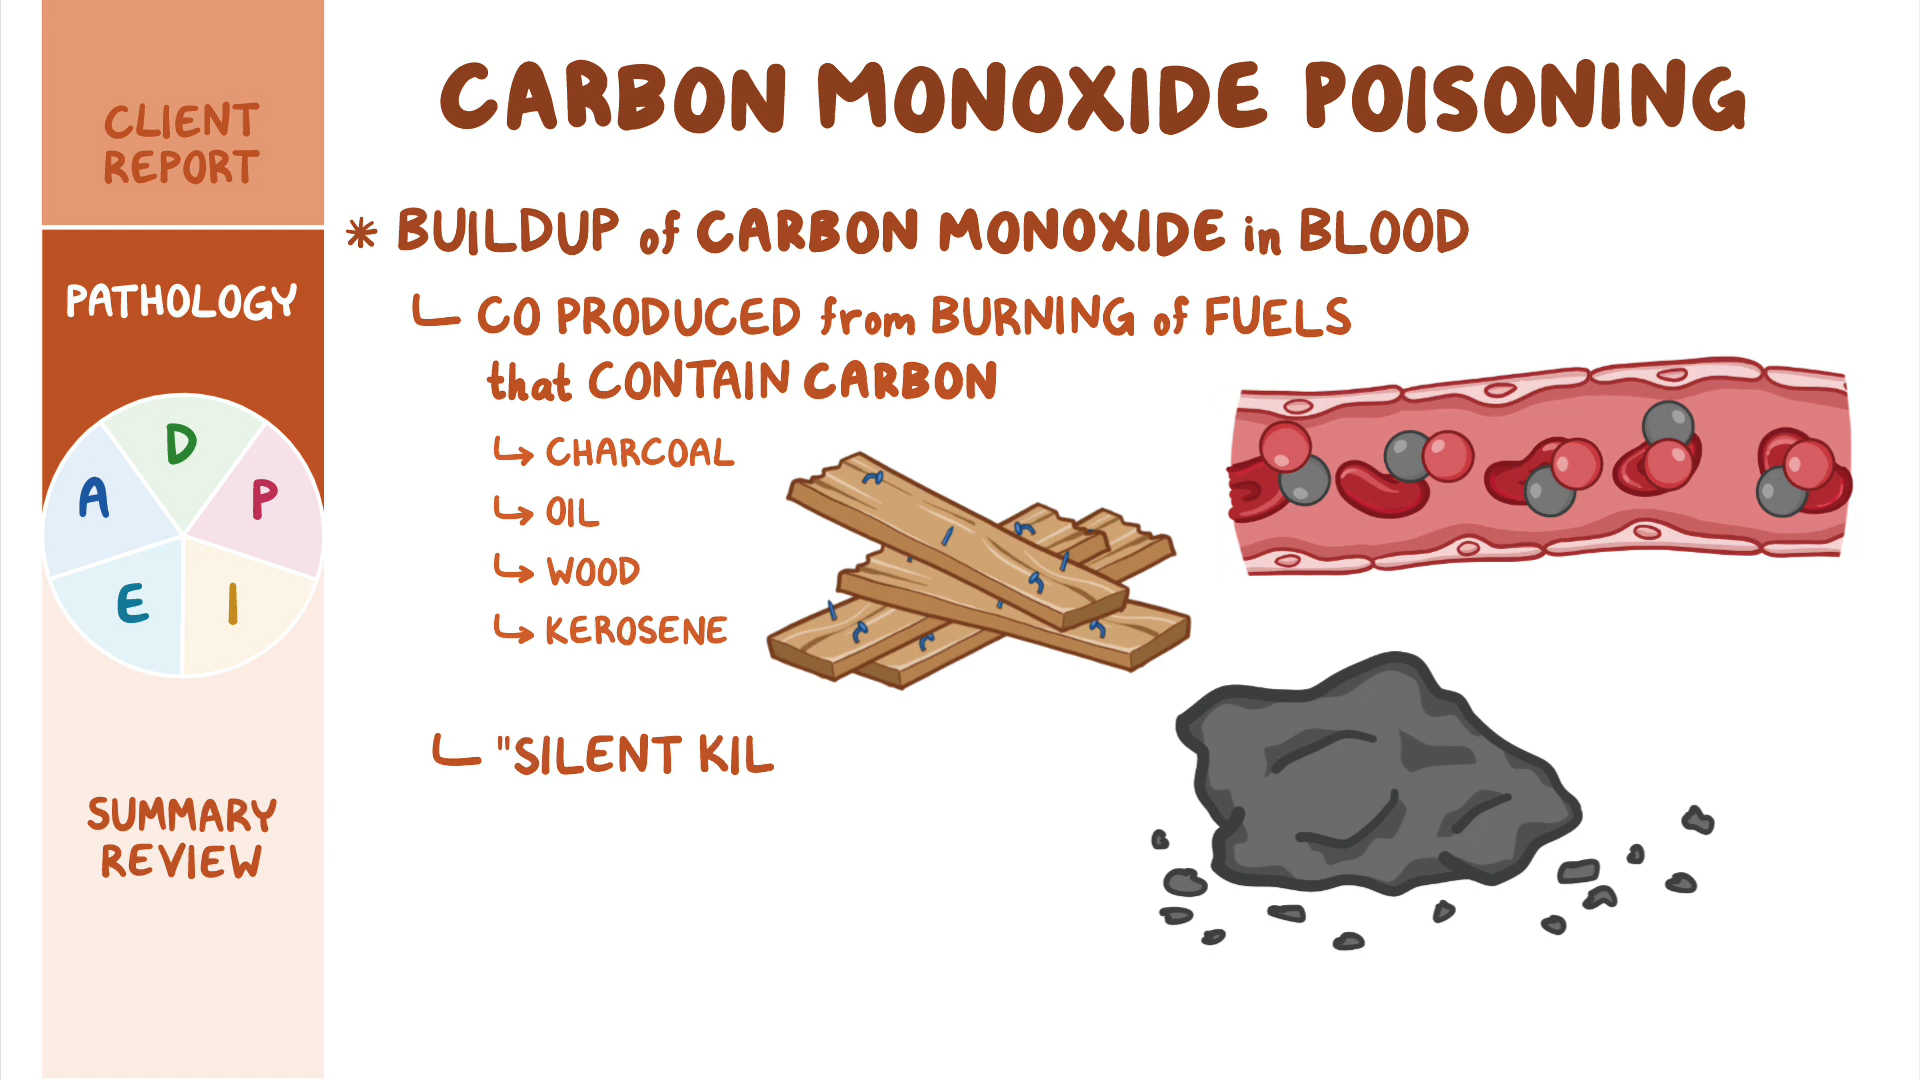 CLIENT
REPORT
PATHOLOGY
A
D
P
E
I
SUMMARY
REVIEW
CARBON MONOXIDE POISONING
* BUILDUP of CARBON MONOXIDE in BLOOD
CO PRODUCED from BURNING of FUELS
that CONTAIN CARBON
CHARCOAL
OIL
WOOD
KEROSENE
"SILENT KIL